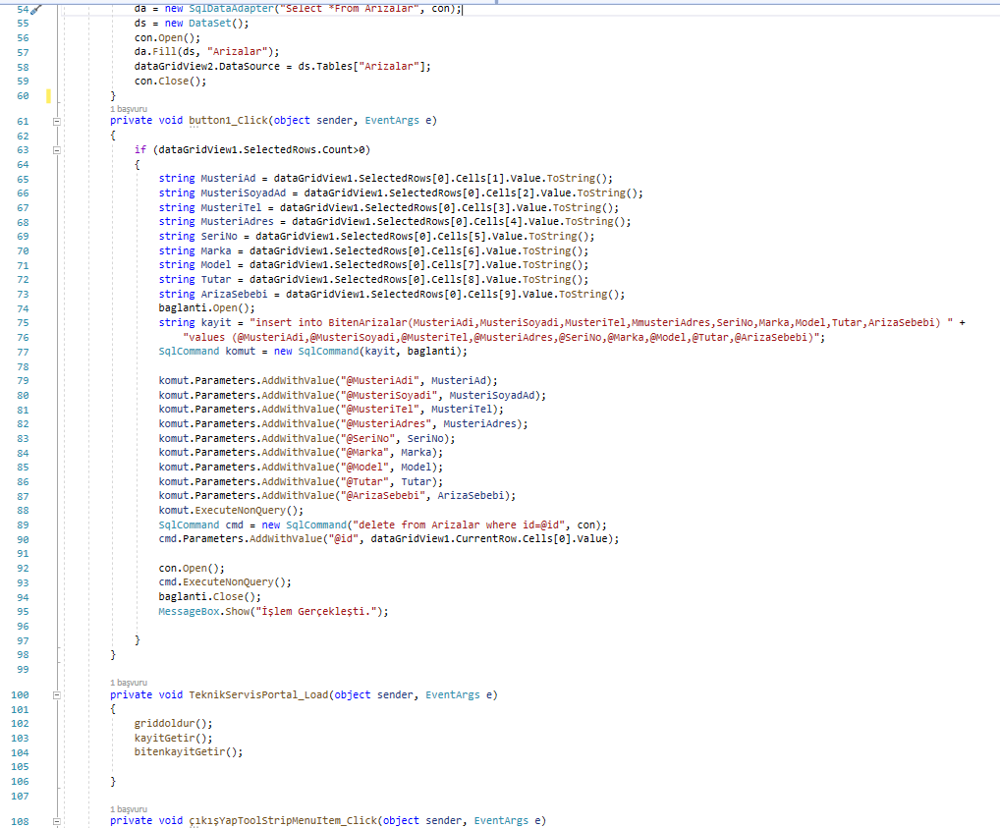 54 da = new SqlDataAdapter("Select *From Arizalar", con);
55 ds = new DataSet();
56 con.Open();
57 da.Fill(ds, "Arizalar");
58 dataGridView2.DataSource = ds.Tables["Arizalar"];
59 con.Close();
60 }
1 başvuru
61 private void button1_Click(object sender, EventArgs e)
62 {
63 if (dataGridView1.SelectedRows.Count>0)
64 {
65 string MusteriAd = dataGridView1.SelectedRows[0].Cells[1].Value.ToString();
66 string MusteriSoyadAd = dataGridView1.SelectedRows[0].Cells[2].Value.ToString();
67 string MusteriTel = dataGridView1.SelectedRows[0].Cells[3].Value.ToString();
68 string MusteriAdres = dataGridView1.SelectedRows[0].Cells[4].Value.ToString();
69 string SeriNo = dataGridView1.SelectedRows[0].Cells[5].Value.ToString();
70 string Marka = dataGridView1.SelectedRows[0].Cells[6].Value.ToString();
71 string Model = dataGridView1.SelectedRows[0].Cells[7].Value.ToString();
72 string Tutar = dataGridView1.SelectedRows[0].Cells[8].Value.ToString();
73 string ArizaSebebi = dataGridView1.SelectedRows[0].Cells[9].Value.ToString();
74 baglanti.Open();
75 string kayit = "insert into BitenArizalar(MusteriAdi,MusteriSoyadi,MusteriTel,MmusteriAdres,SeriNo,Marka,Model,Tutar,ArizaSebebi) " +
76 "values (@MusteriAdi,@MusteriSoyadi,@MusteriTel,@MusteriAdres,@SeriNo,@Marka,@Model,@Tutar,@ArizaSebebi)";
77 SqlCommand komut = new SqlCommand(kayit, baglanti);
78
79 komut.Parameters.AddWithValue("@MusteriAdi", MusteriAd);
80 komut.Parameters.AddWithValue("@MusteriSoyadi", MusteriSoyadAd);
81 komut.Parameters.AddWithValue("@MusteriTel", MusteriTel);
82 komut.Parameters.AddWithValue("@MusteriAdres", MusteriAdres);
83 komut.Parameters.AddWithValue("@SeriNo", SeriNo);
84 komut.Parameters.AddWithValue("@Marka", Marka);
85 komut.Parameters.AddWithValue("@Model", Model);
86 komut.Parameters.AddWithValue("@Tutar", Tutar);
87 komut.Parameters.AddWithValue("@ArizaSebebi", ArizaSebebi);
88 komut.ExecuteNonQuery();
89 SqlCommand cmd = new SqlCommand("delete from Arizalar where id=@id", con);
90 cmd.Parameters.AddWithValue("@id", dataGridView1.CurrentRow.Cells[0].Value);
91
92 con.Open();
93 cmd.ExecuteNonQuery();
94 baglanti.Close();
95 MessageBox.Show("İşlem Gerçekleşti.");
96
97 }
98 }
99
1 başvuru
100 private void TeknikServisPortal_Load(object sender, EventArgs e)
101 {
102 griddoldur();
103 kayitGetir();
104 bitenkayitGetir();
105
106 }
107
1 başvuru
108 private void çıkışYapToolStripMenuItem_Click(object sender, EventArgs e)